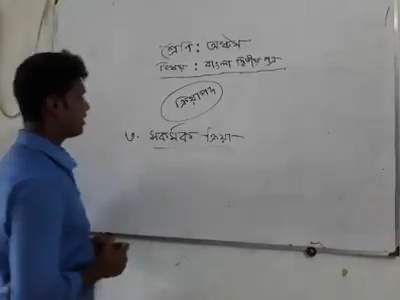 শ্রেণি : অষ্টম
বিষয় : বাংলা দ্বিতীয় পত্র
ক্রিয়াপদ
৩. সকর্মক ক্রিয়া—